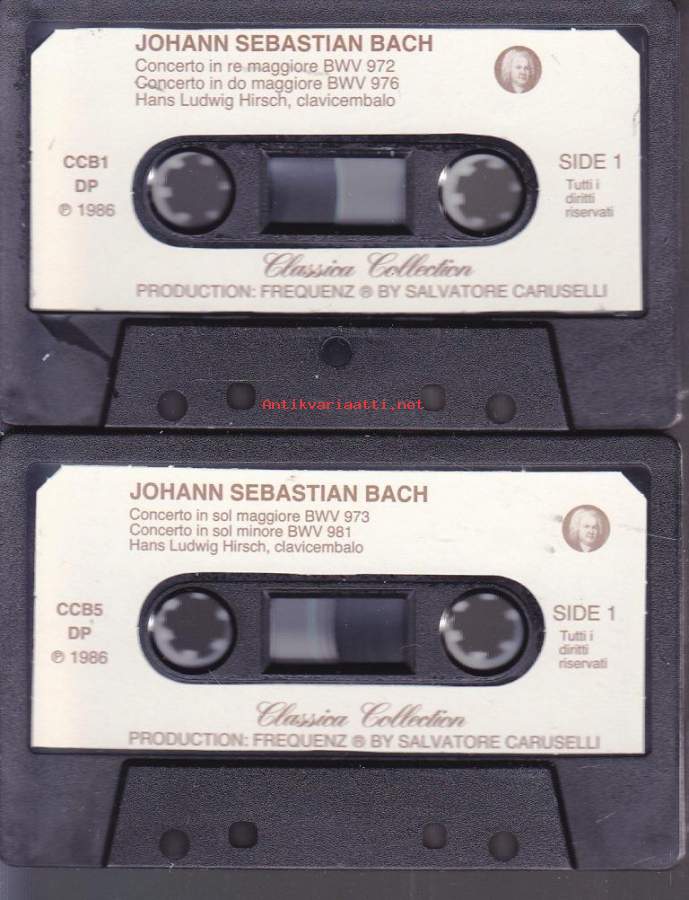 JOHANN SEBASTIAN BACH
Concerto in re maggiore BWV 972
Concerto in do maggiore BWV 976
Hans Ludwig Hirsch, clavicembalo
CCB1
DP
℗ 1986
SIDE 1
Tutti i
diritti
riservati
Classica Collection
PRODUCTION: FREQUENZ ® BY SALVATORE CARUSELLI
Antikvariaatti.net
JOHANN SEBASTIAN BACH
Concerto in sol maggiore BWV 973
Concerto in sol minore BWV 981
Hans Ludwig Hirsch, clavicembalo
CCB5
DP
℗ 1986
SIDE 1
Tutti i
diritti
riservati
Classica Collection
PRODUCTION: FREQUENZ ® BY SALVATORE CARUSELLI